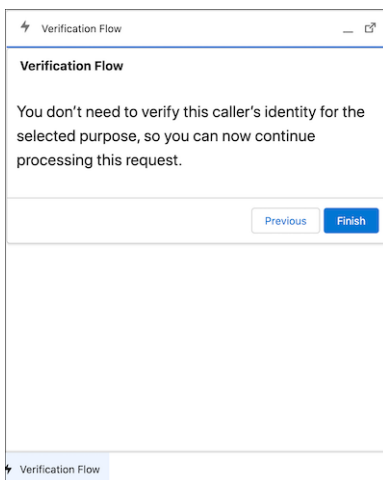 Verification Flow
Verification Flow
You don't need to verify this caller's identity for the
selected purpose, so you can now continue
processing this request.
Previous
Finish
Verification Flow